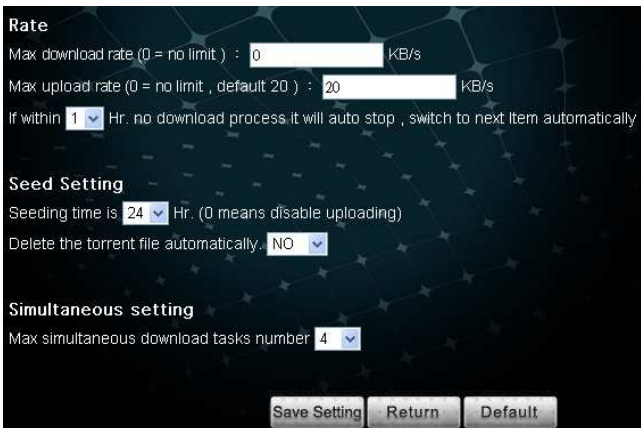 Rate
Max download rate (0 = no limit ) : 0 KB/s
Max upload rate (0 = no limit , default 20 ) : 20 KB/s
If within 1 Hr. no download process it will auto stop , switch to next Item automatically
Seed Setting
Seeding time is 24 Hr. (0 means disable uploading)
Delete the torrent file automatically. NO
Simultaneous setting
Max simultaneous download tasks number 4
Save Setting Return Default